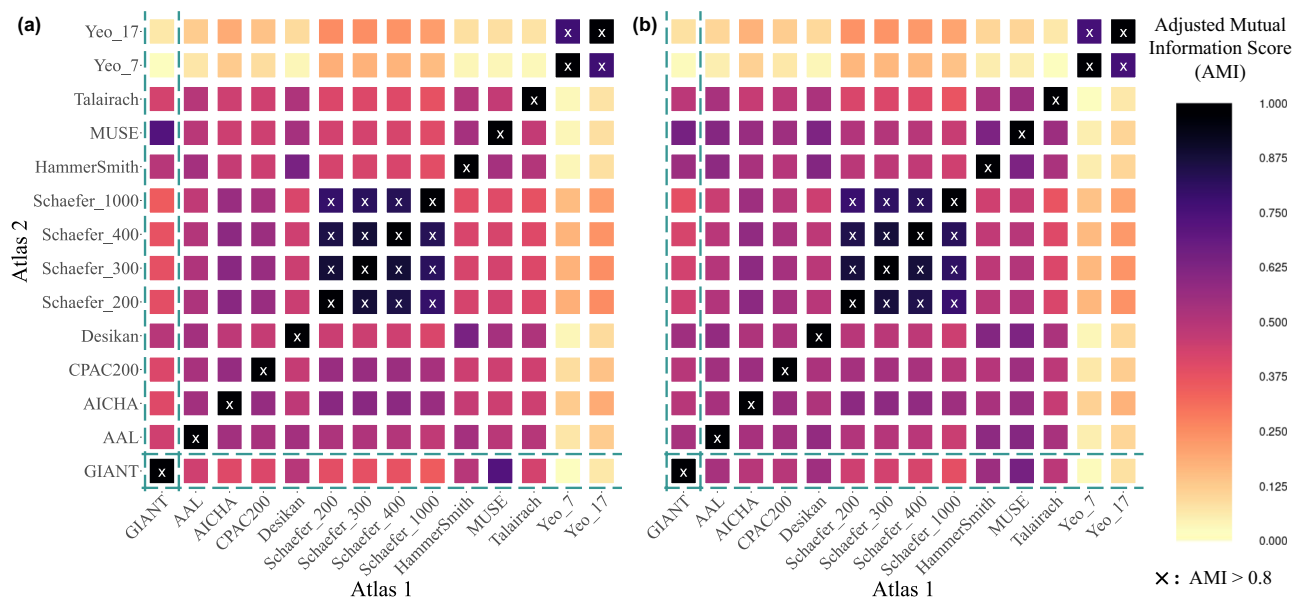 (a)
Yeo_17
Yeo_7
Talairach
MUSE
HammerSmith
Schaefer_1000
Schaefer_400
Schaefer_300
Schaefer_200
Desikan
CPAC200
AICHA
AAL
GIANT
Atlas 2
x x
x x
x
x
x
x x x x
x x x x
x x x x
x x x x
x
x
x
x
x
GIANT
AAL
AICHA
CPAC200
Desikan
Schaefer_200
Schaefer_300
Schaefer_400
Schaefer_1000
HammerSmith
MUSE
Talairach
Yeo_7
Yeo_17
Atlas 1
(b)
x x
x x
x
x
x
x x x x
x x x x
x x x x
x x x x
x
x
x
x
x
GIANT
AAL
AICHA
CPAC200
Desikan
Schaefer_200
Schaefer_300
Schaefer_400
Schaefer_1000
HammerSmith
MUSE
Talairach
Yeo_7
Yeo_17
Atlas 1
Adjusted Mutual
Information Score
(AMI)
1.000
0.875
0.750
0.625
0.500
0.375
0.250
0.125
0.000
×: AMI > 0.8